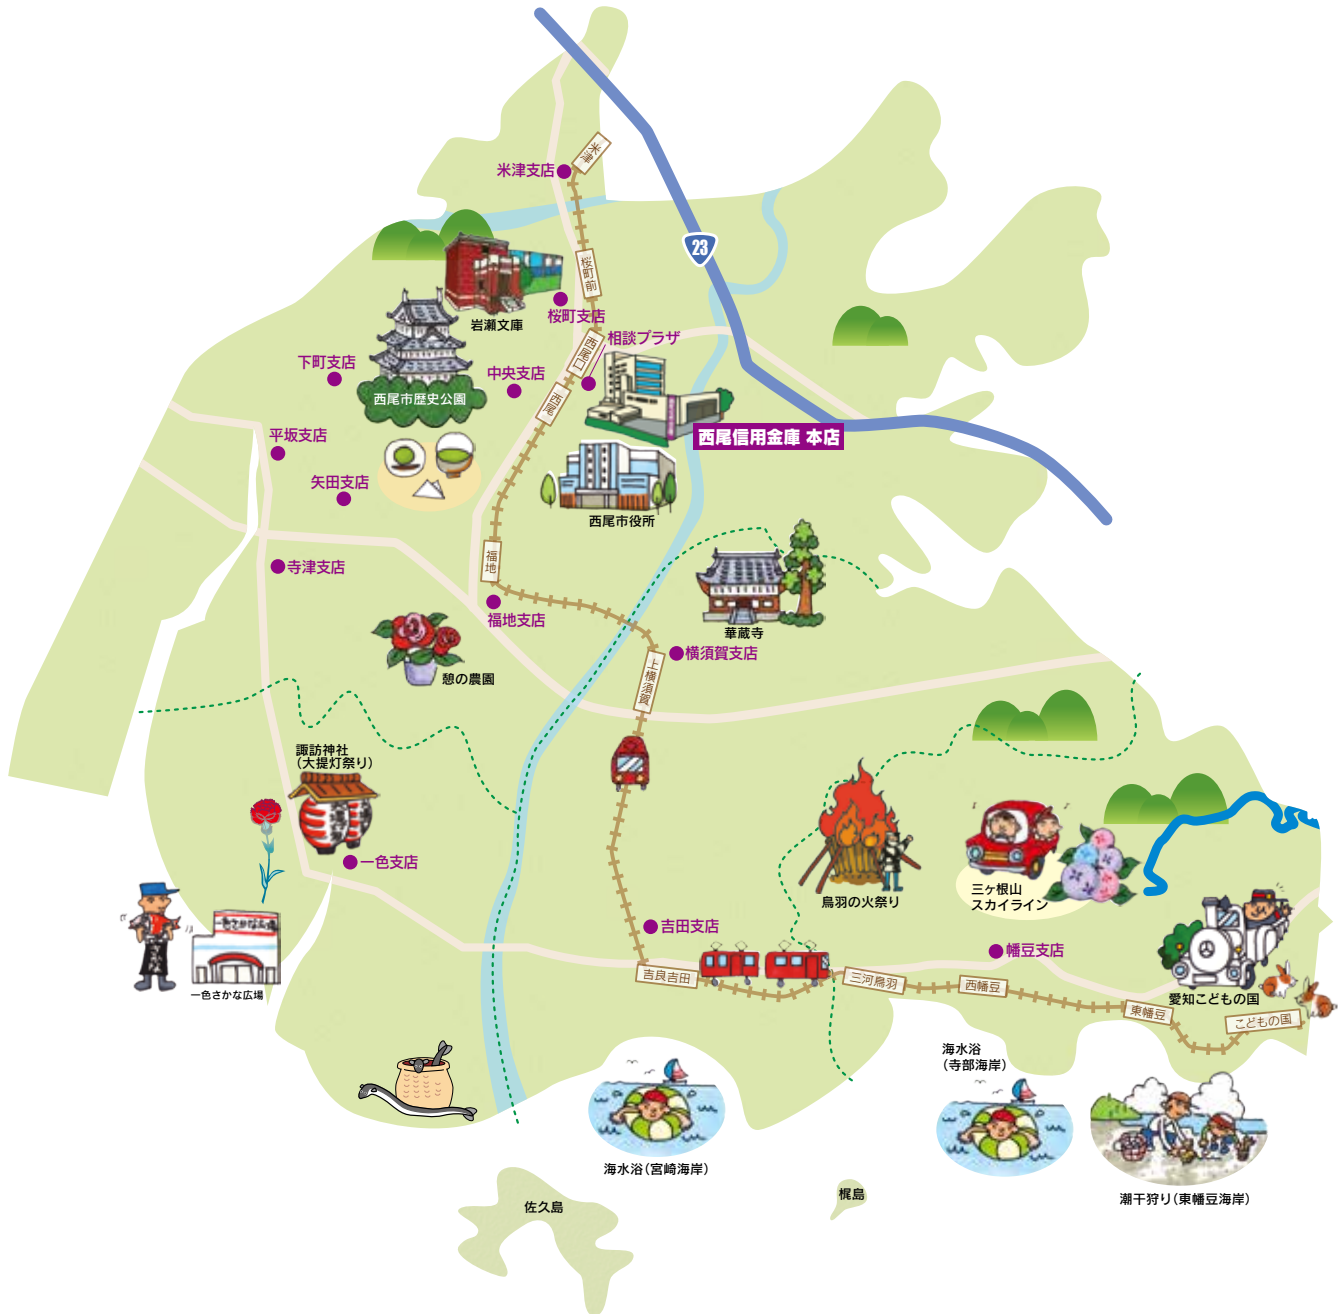 米津
米津支店
23
桜町前
岩瀬文庫
桜町支店
相談プラザ
西尾口
下町支店
中央支店
西尾市歴史公園
西尾
平坂支店
西尾信用金庫 本店
矢田支店
西尾市役所
福地
寺津支店
福地支店
華蔵寺
横須賀支店
上横須賀
憩の農園
諏訪神社
(大提灯祭り)
一色支店
鳥羽の火祭り
三ヶ根山
スカイライン
吉田支店
幡豆支店
一色さかな広場
一色さかな広場
吉良吉田
三河鳥羽
西幡豆
東幡豆
こどもの国
愛知こどもの国
海水浴
(寺部海岸)
海水浴(宮崎海岸)
潮干狩り(東幡豆海岸)
佐久島
梶島